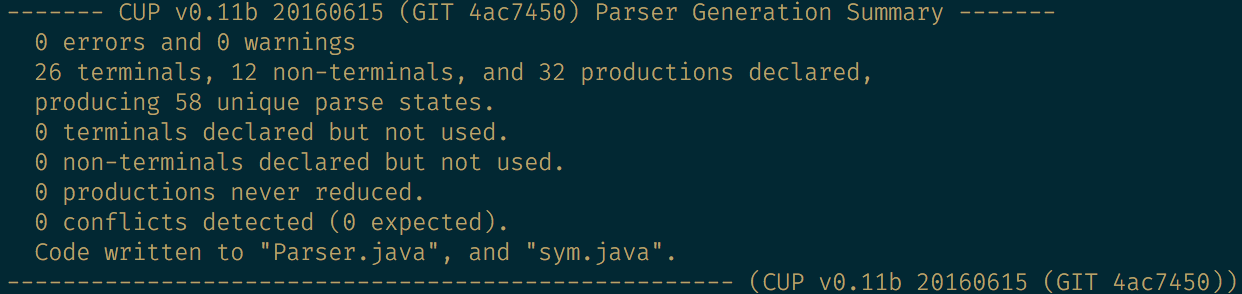 ------- CUP v0.11b 20160615 (GIT 4ac7450) Parser Generation Summary -------
  0 errors and 0 warnings
  26 terminals, 12 non-terminals, and 32 productions declared,
  producing 58 unique parse states.
  0 terminals declared but not used.
  0 non-terminals declared but not used.
  0 productions never reduced.
  0 conflicts detected (0 expected).
  Code written to "Parser.java", and "sym.java".
---------------------------------------------------- (CUP v0.11b 20160615 (GIT 4ac7450))